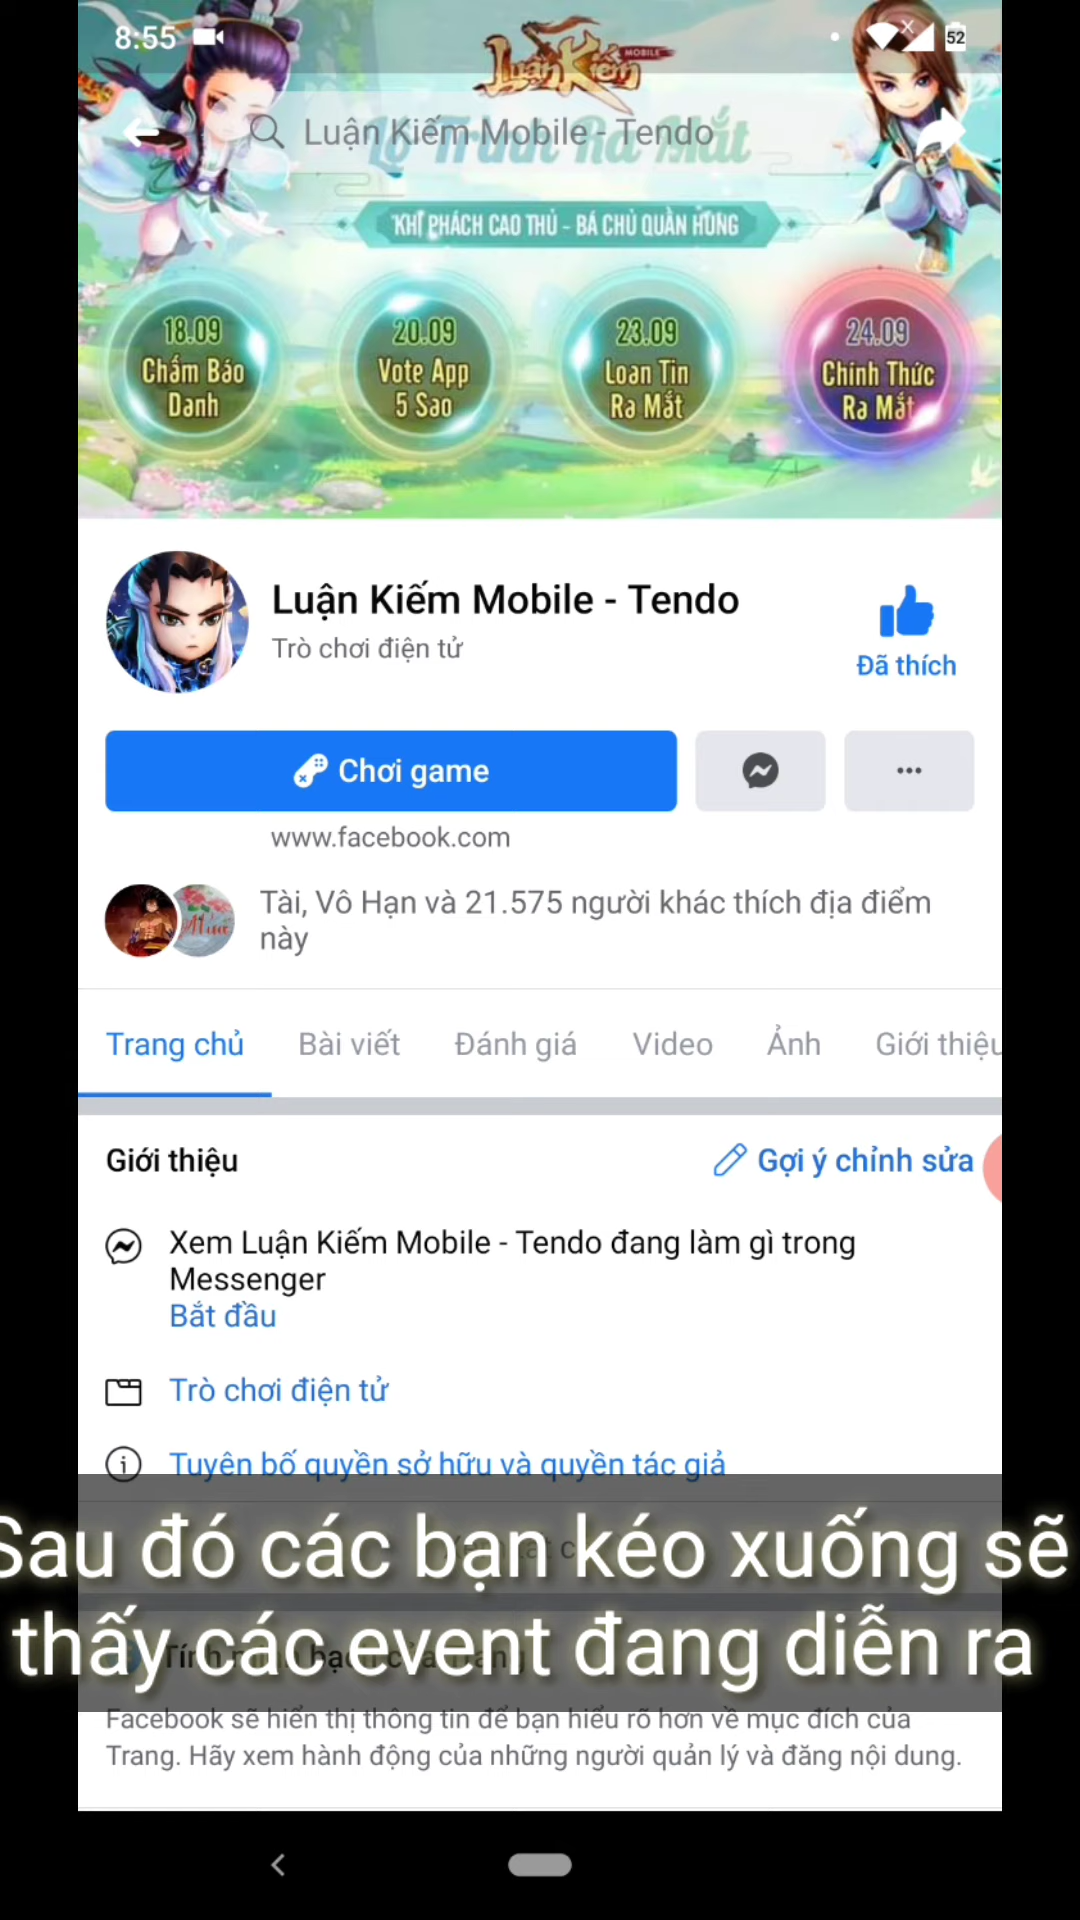 8:55
52
Luận Kiếm
MOBILE
Luận Kiếm Mobile - Tendo
Lộ Trình Ra Mắt
KHÍ PHÁCH CAO THỦ - BÁ CHỦ QUẦN HÙNG
18.09
Chấm Báo
Danh
20.09
Vote App
5 Sao
23.09
Loan Tin
Ra Mắt
24.09
Chính Thức
Ra Mắt
Luận Kiếm Mobile - Tendo
Trò chơi điện tử
Đã thích
Chơi game
www.facebook.com
Tài, Vô Hạn và 21.575 người khác thích địa điểm
này
Trang chủ Bài viết Đánh giá Video Ảnh Giới thiệu
Giới thiệu
Gợi ý chỉnh sửa
Xem Luận Kiếm Mobile - Tendo đang làm gì trong
Messenger
Bắt đầu
Trò chơi điện tử
Tuyên bố quyền sở hữu và quyền tác giả
Sau đó các bạn kéo xuống sẽ
thấy các event đang diễn ra
Facebook sẽ hiển thị thông tin để bạn hiểu rõ hơn về mục đích của
Trang. Hãy xem hành động của những người quản lý và đăng nội dung.